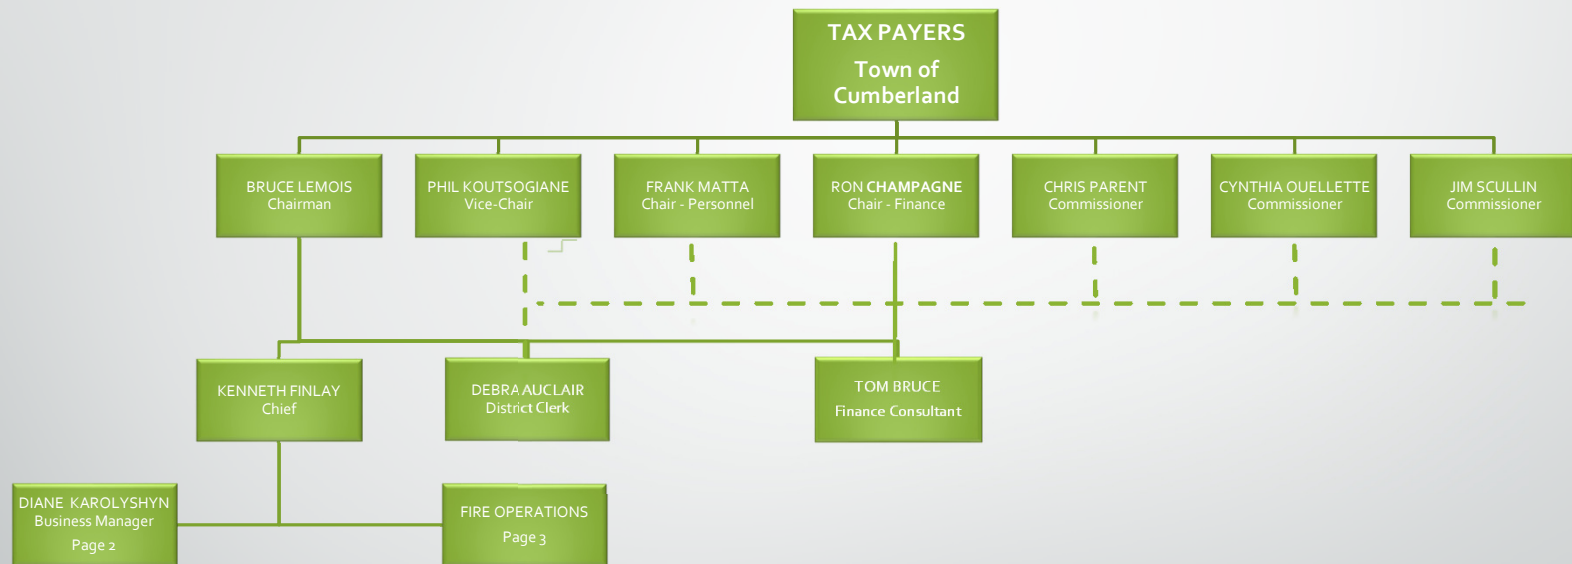 TAX PAYERS
Town of
Cumberland
BRUCE LEMOIS
Chairman
PHIL KOUTSOGIANE
Vice-Chair
FRANK MATTA
Chair - Personnel
RON CHAMPAGNE
Chair - Finance
CHRIS PARENT
Commissioner
CYNTHIA OUELLETTE
Commissioner
JIM SCULLIN
Commissioner
KENNETH FINLAY
Chief
DEBRA AUCLAIR
District Clerk
TOM BRUCE
Finance Consultant
DIANE KAROLYSHYN
Business Manager
Page 2
FIRE OPERATIONS
Page 3